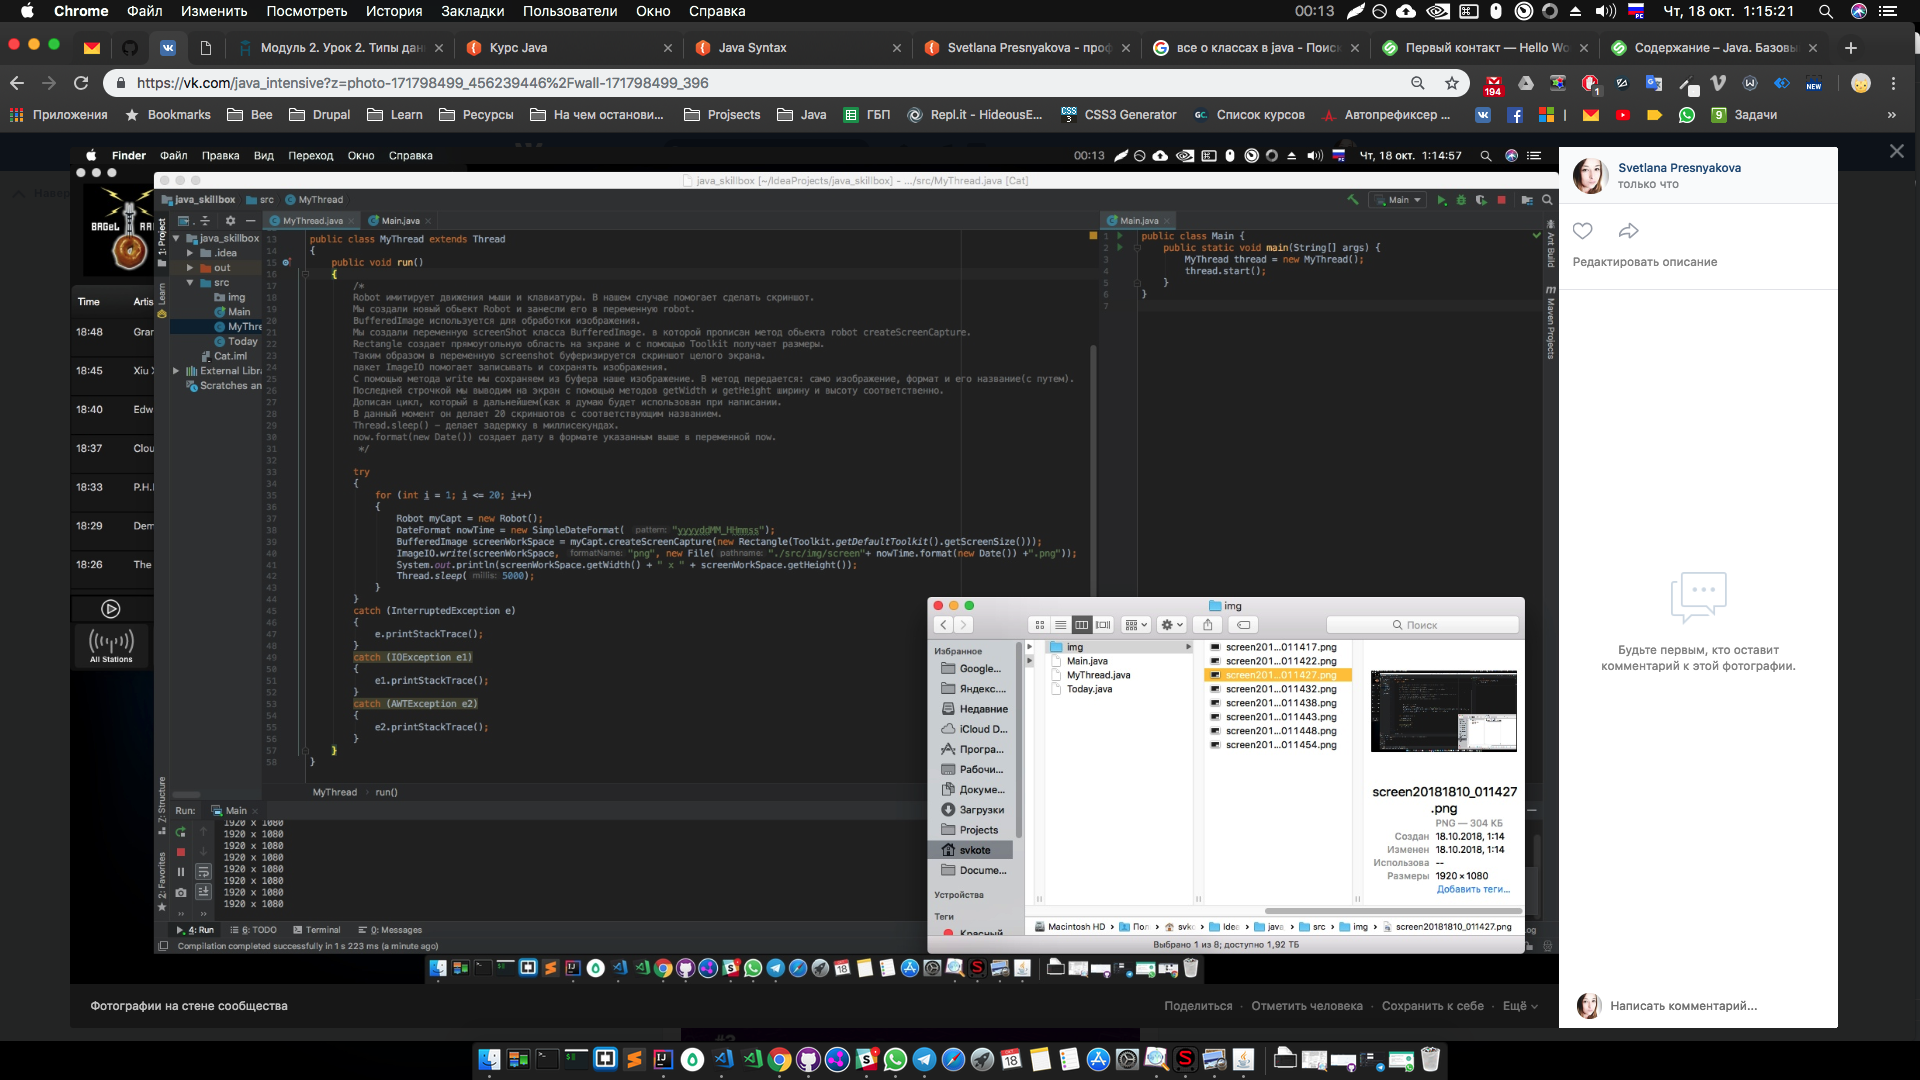 Chrome Файл Изменить Посмотреть История Закладки Пользователи Окно Справка 00:13 Чт, 18 окт. 1:15:21
Модуль 2. Урок 2. Типы дан Курс Java Java Syntax Svetlana Presnyakova - проф все о классах в java - Поиск Первый контакт — Hello Wo Содержание – Java. Базовы
https://vk.com/java_intensive?z=photo-171798499_456239446%2Fwall-171798499_396
194 1 NEW
Приложения Bookmarks Bee Drupal Learn Ресурсы На чем останови... Projsects Java ГБП Repl.it - HideousE... CSS3 Generator Список курсов Автопрефиксер ... Задачи
Finder Файл Правка Вид Переход Окно Справка 00:13 Чт, 18 окт. 1:14:57
java_skillbox [~/IdeaProjects/java_skillbox] - .../src/MyThread.java [Cat]
java_skillbox src MyThread Main
MyThread.java Main.java Main.java
1: Project
Learn
java_skillbox
.idea
out
src
img
Main
MyThre
Today
Cat.iml
External Libra
Scratches an
BAGeL RA
Time Artis
18:48 Gran
18:45 Xiu X
18:40 Edw
18:37 Clou
18:33 P.H.
18:29 Dem
18:26 The
All Stations
public class MyThread extends Thread
{
public void run()
{
/*
Robot имитирует движения мыши и клавиатуры. В нашем случае помогает сделать скриншот.
Мы создали новый обьект Robot и занесли его в переменную robot.
BufferedImage используется для обработки изображения.
Мы создали переменную screenShot класса BufferedImage. в которой прописан метод обьекта robot createScreenCapture.
Rectangle создает прямоугольную область на экране и с помощью Toolkit получает размеры.
Таким образом в переменную screenshot буферизируется скриншот целого экрана.
пакет ImageIO помогает записывать и сохранять изображения.
С помощью метода write мы сохраняем из буфера наше изображение. В метод передается: само изображение, формат и его название(с путем).
Последней строчкой мы выводим на экран с помощью методов getWidth и getHeight ширину и высоту соответственно.
Дописан цикл, который в дальнейшем(как я думаю будет использован при написании.
В данный момент он делает 20 скриншотов с соответствующим названием.
Thread.sleep() - делает задержку в миллисекундах.
now.format(new Date()) создает дату в формате указанным выше в переменной now.
*/
try
{
for (int i = 1; i <= 20; i++)
{
Robot myCapt = new Robot();
DateFormat nowTime = new SimpleDateFormat( pattern: "yyyyddMM_HHmmss");
BufferedImage screenWorkSpace = myCapt.createScreenCapture(new Rectangle(Toolkit.getDefaultToolkit().getScreenSize()));
ImageIO.write(screenWorkSpace, formatName: "png", new File( pathname: "./src/img/screen"+ nowTime.format(new Date()) +".png"));
System.out.println(screenWorkSpace.getWidth() + " x " + screenWorkSpace.getHeight());
Thread.sleep( millis: 5000);
}
}
catch (InterruptedException e)
{
e.printStackTrace();
}
catch (IOException e1)
{
e1.printStackTrace();
}
catch (AWTException e2)
{
e2.printStackTrace();
}
}
}
MyThread run()
public class Main {
public static void main(String[] args) {
MyThread thread = new MyThread();
thread.start();
}
}
Ant Build
Maven Projects
Z: Structure
2: Favorites
Run: Main
1920 x 1080
1920 x 1080
1920 x 1080
1920 x 1080
1920 x 1080
1920 x 1080
1920 x 1080
1920 x 1080
4: Run 6: TODO Terminal 0: Messages
Compilation completed successfully in 1 s 223 ms (a minute ago)
img
Поиск
Избранное
Google...
Яндекс....
Недавние
iCloud D...
Програ...
Рабочи...
Докуме...
Загрузки
Projects
svkote
Docume...
Устройства
Теги
Красный
img
Main.java
MyThread.java
Today.java
screen201...011417.png
screen201...011422.png
screen201...011427.png
screen201...011432.png
screen201...011438.png
screen201...011443.png
screen201...011448.png
screen201...011454.png
screen20181810_011427
.png
PNG — 304 КБ
Создан 18.10.2018, 1:14
Изменен 18.10.2018, 1:14
Использова --
Размеры 1920 × 1080
Добавить теги...
Macintosh HD Пол svko Idea java src img screen20181810_011427.png
Выбрано 1 из 8; доступно 1,92 ТБ
Svetlana Presnyakova
только что
Редактировать описание
Будьте первым, кто оставит
комментарий к этой фотографии.
Написать комментарий...
Фотографии на стене сообщества Поделиться Отметить человека Сохранить к себе Ещё